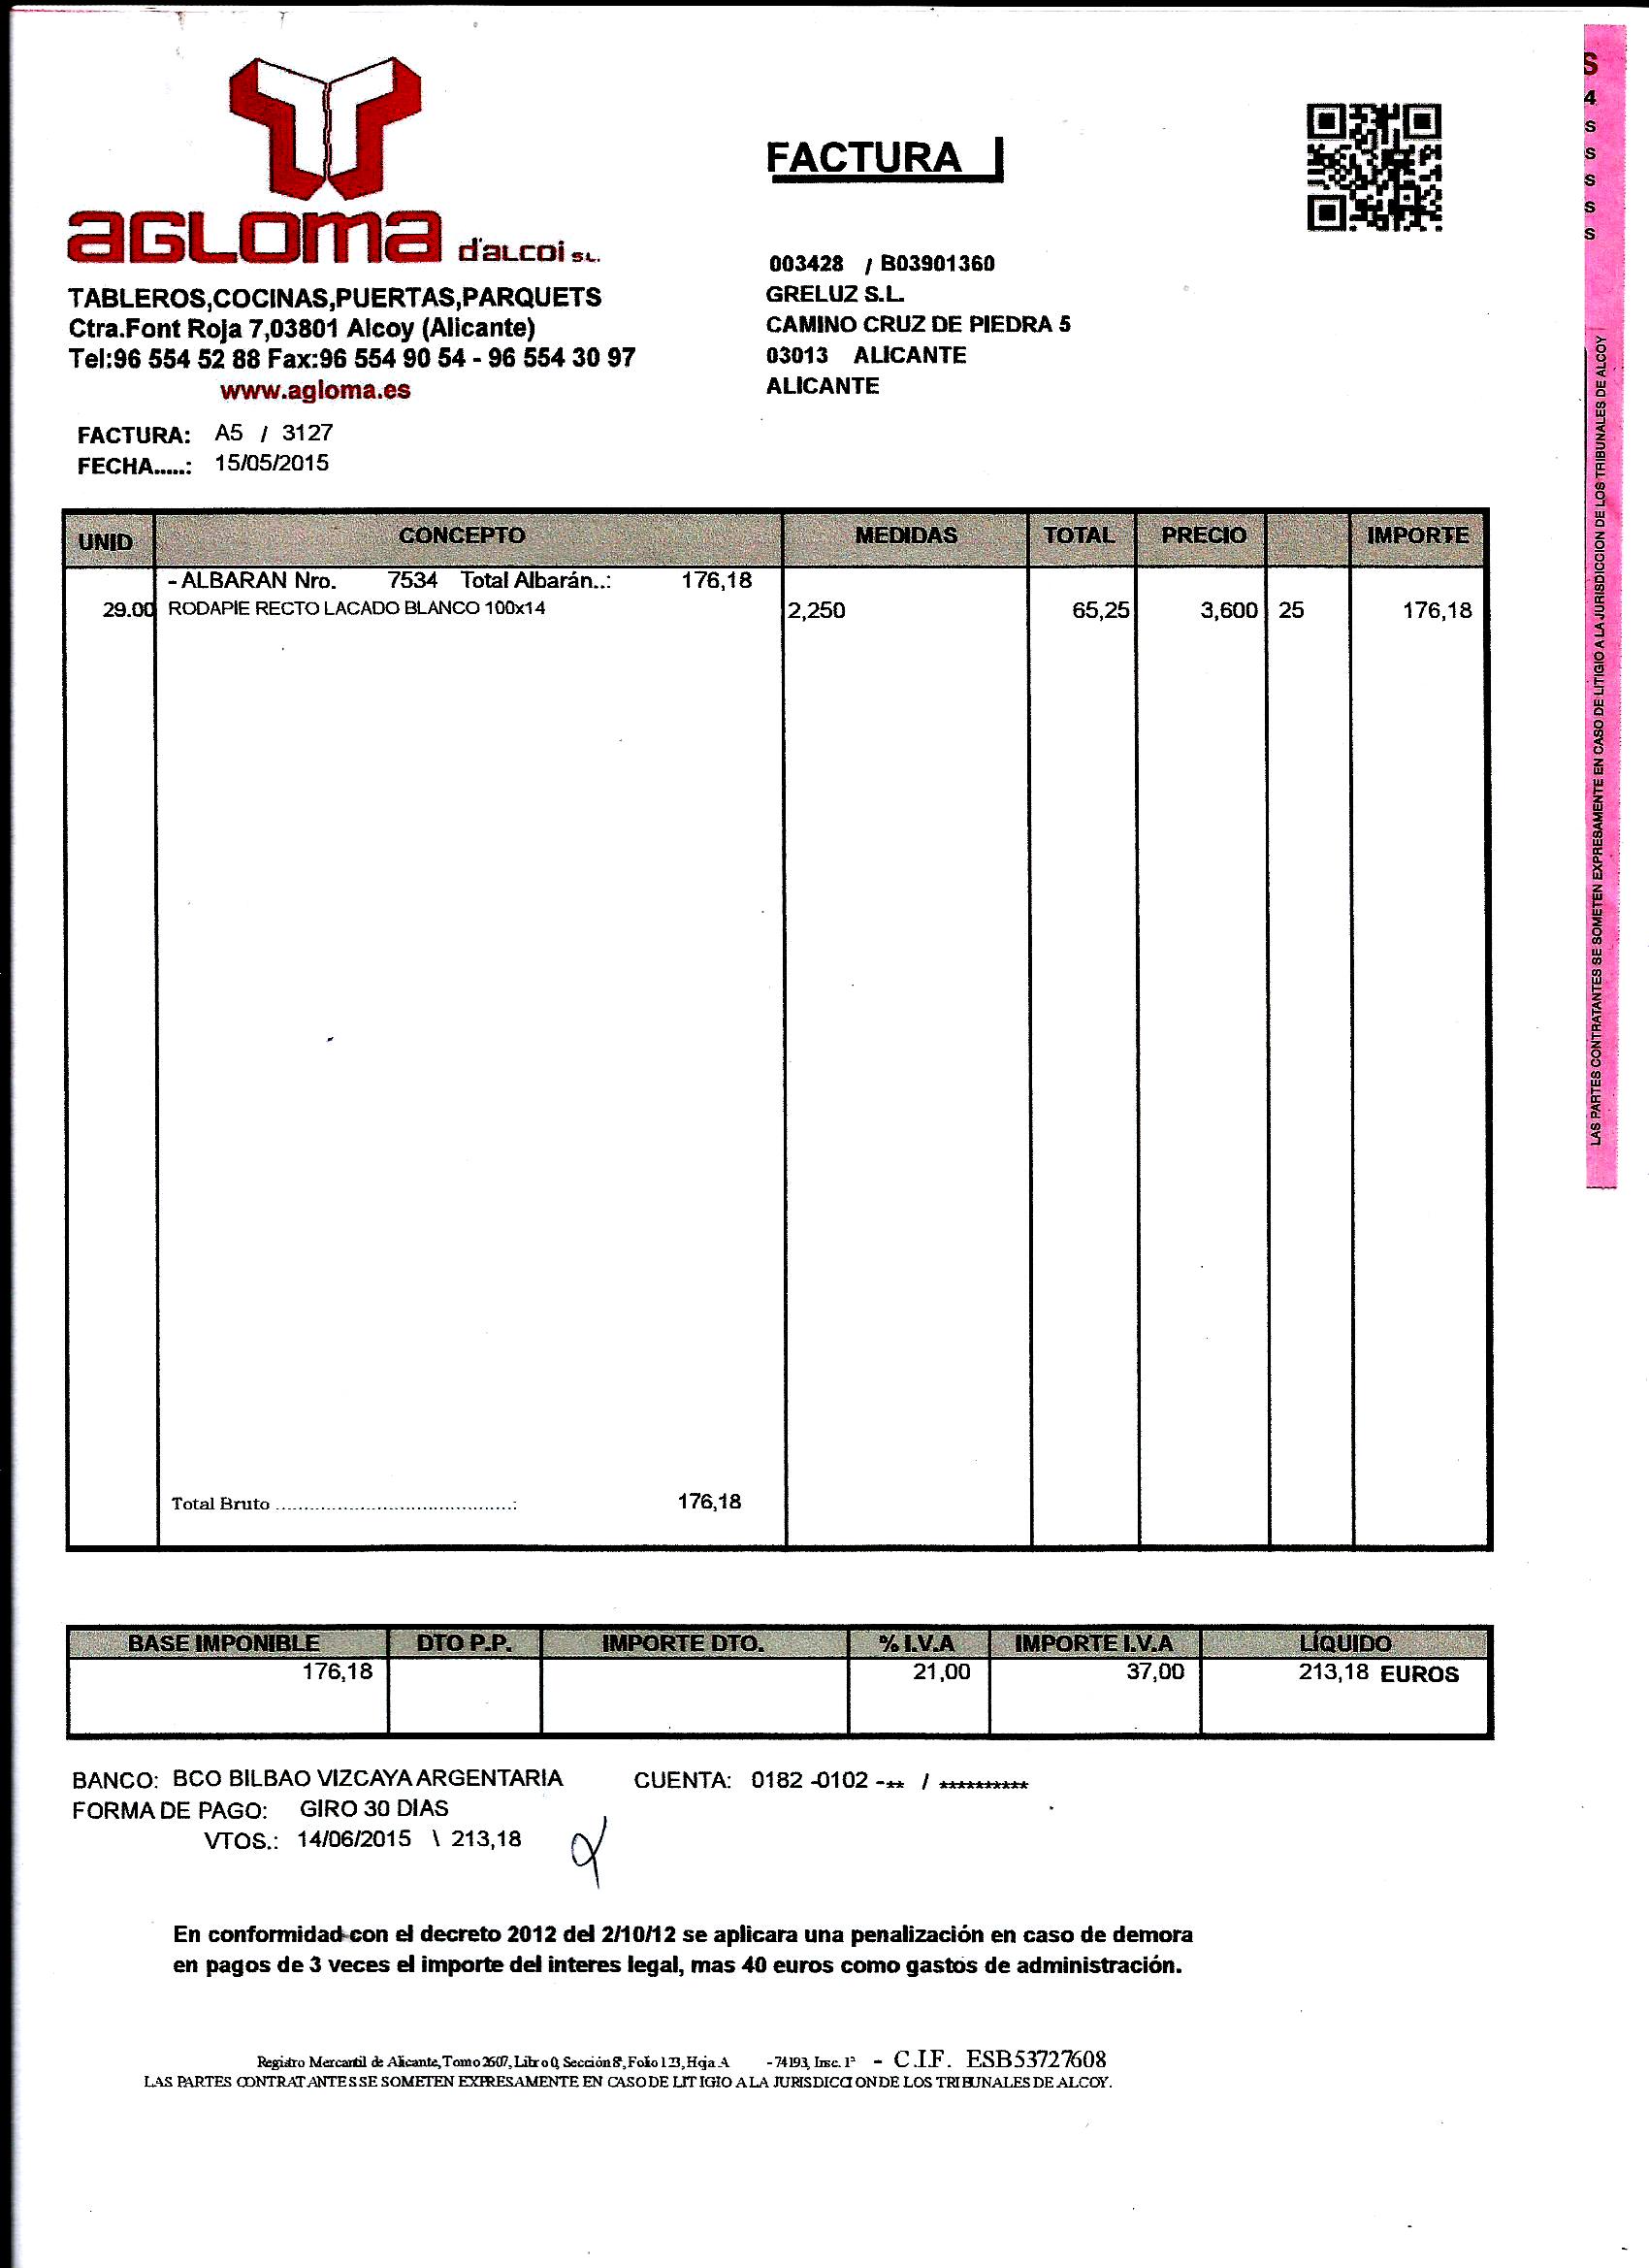 aGLOma d'alcoi s.L.
TABLEROS,COCINAS,PUERTAS,PARQUETS
Ctra.Font Roja 7,03801 Alcoy (Alicante)
Tel:96 554 52 88 Fax:96 554 90 54 - 96 554 30 97
www.agloma.es
FACTURA
003428 / B03901360
GRELUZ S.L.
CAMINO CRUZ DE PIEDRA 5
03013 ALICANTE
ALICANTE
FACTURA: A5 / 3127
FECHA.....: 15/05/2015
UNID CONCEPTO MEDIDAS TOTAL PRECIO IMPORTE
- ALBARAN Nro. 7534 Total Albarán..: 176,18
29.00 RODAPIE RECTO LACADO BLANCO 100x14 2,250 65,25 3,600 25 176,18
Total Bruto ........................................: 176,18
BASE IMPONIBLE DTO P.P. IMPORTE DTO. % I.V.A IMPORTE I.V.A LÍQUIDO
176,18 21,00 37,00 213,18 EUROS
BANCO: BCO BILBAO VIZCAYA ARGENTARIA CUENTA: 0182 -0102 -** / **********
FORMA DE PAGO: GIRO 30 DIAS
VTOS.: 14/06/2015 \ 213,18
En conformidad con el decreto 2012 del 2/10/12 se aplicara una penalización en caso de demora
en pagos de 3 veces el importe del interes legal, mas 40 euros como gastos de administración.
Registro Mercantil de Alicante, Tomo 2607, Libro 0, Sección 8ª, Folio 123, Hoja A - 74193, Insc. 1ª - C.I.F. ESB53727608
LAS PARTES CONTRATANTES SE SOMETEN EXPRESAMENTE EN CASO DE LITIGIO A LA JURISDICCION DE LOS TRIBUNALES DE ALCOY.
S
4
S
S
S
S
S
LAS PARTES CONTRATANTES SE SOMETEN EXPRESAMENTE EN CASO DE LITIGIO A LA JURISDICCION DE LOS TRIBUNALES DE ALCOY